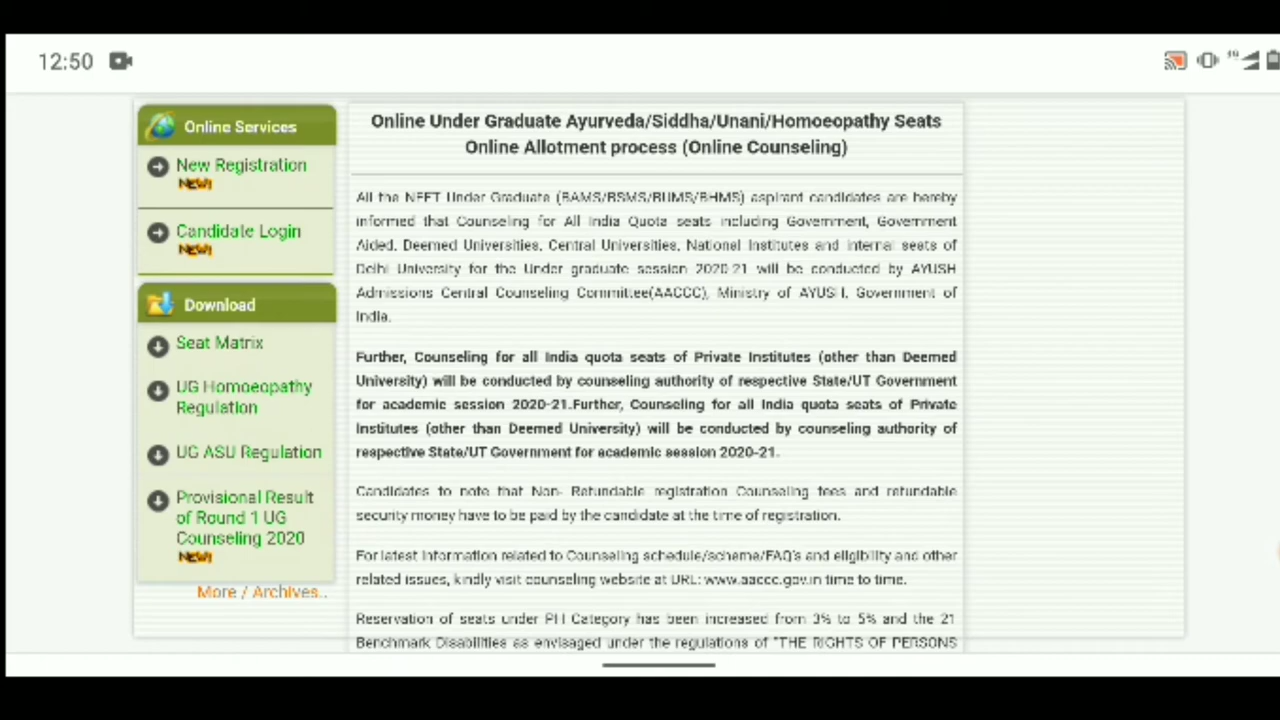 12:50
Online Services
New Registration
NEW!
Candidate Login
NEW!
Download
Seat Matrix
UG Homoeopathy
Regulation
UG ASU Regulation
Provisional Result
of Round 1 UG
Counseling 2020
NEW!
More / Archives..
Online Under Graduate Ayurveda/Siddha/Unani/Homoeopathy Seats
Online Allotment process (Online Counseling)
All the NEET Under Graduate (BAMS/BSMS/BUMS/BHMS) aspirant candidates are hereby
informed that Counseling for All India Quota seats including Government, Government
Aided, Deemed Universities, Central Universities, National Institutes and internal seats of
Delhi University for the Under graduate session 2020-21 will be conducted by AYUSH
Admissions Central Counseling Committee(AACCC), Ministry of AYUSH, Government of
India.
Further, Counseling for all India quota seats of Private Institutes (other than Deemed
University) will be conducted by counseling authority of respective State/UT Government
for academic session 2020-21.Further, Counseling for all India quota seats of Private
Institutes (other than Deemed University) will be conducted by counseling authority of
respective State/UT Government for academic session 2020-21.
Candidates to note that Non- Refundable registration Counseling fees and refundable
security money have to be paid by the candidate at the time of registration.
For latest information related to Counseling schedule/scheme/FAQ's and eligibility and other
related issues, kindly visit counseling website at URL: www.aaccc.gov.in time to time.
Reservation of seats under PH Category has been increased from 3% to 5% and the 21
Benchmark Disabilities as envisaged under the regulations of "THE RIGHTS OF PERSONS